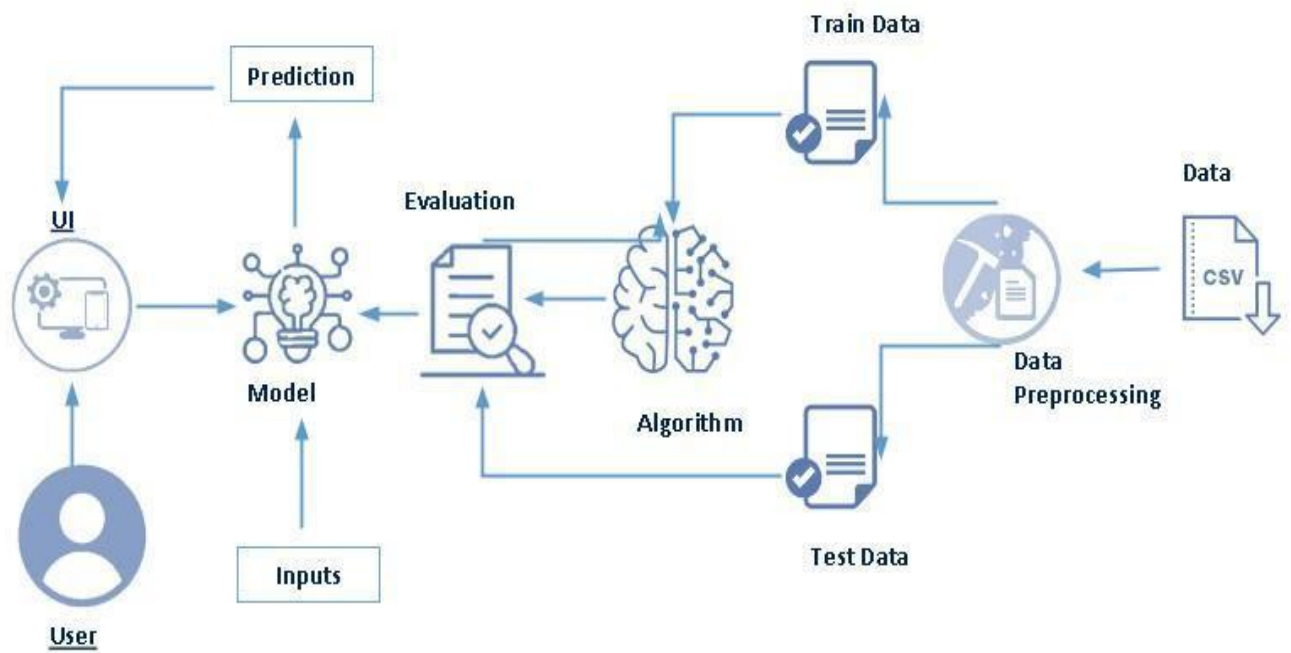 Train Data
Prediction
Data
Evaluation
UI
CSV
Data
Preprocessing
Model
Algorithm
Test Data
Inputs
User